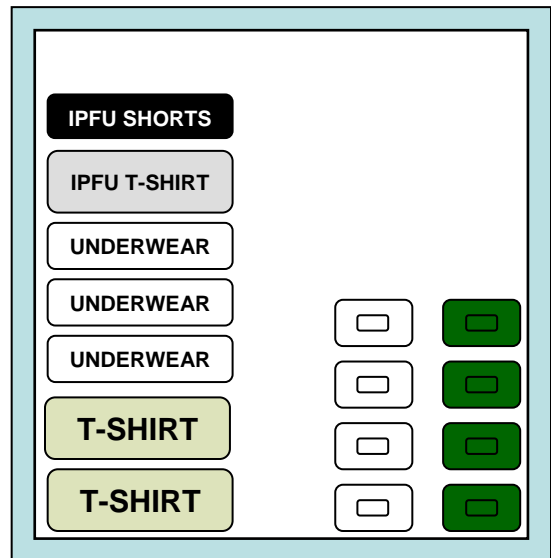 IPFU SHORTS
IPFU T-SHIRT
UNDERWEAR
UNDERWEAR
UNDERWEAR
T-SHIRT
T-SHIRT